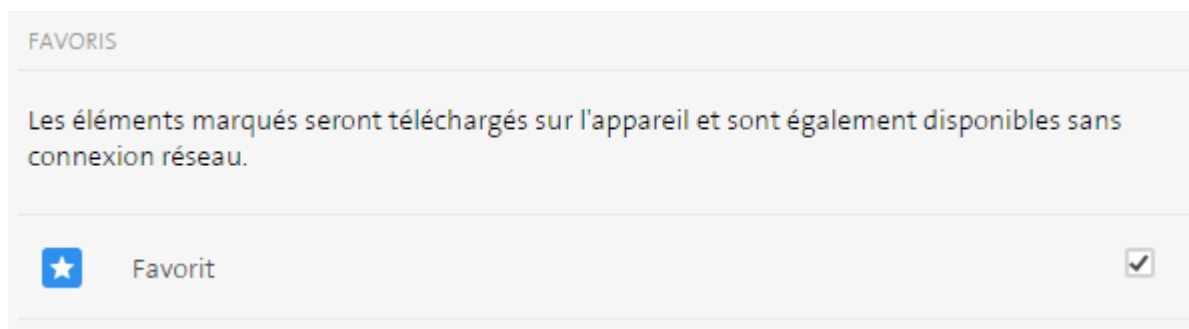 FAVORIS
Les éléments marqués seront téléchargés sur l'appareil et sont également disponibles sans
connexion réseau.
Favorit